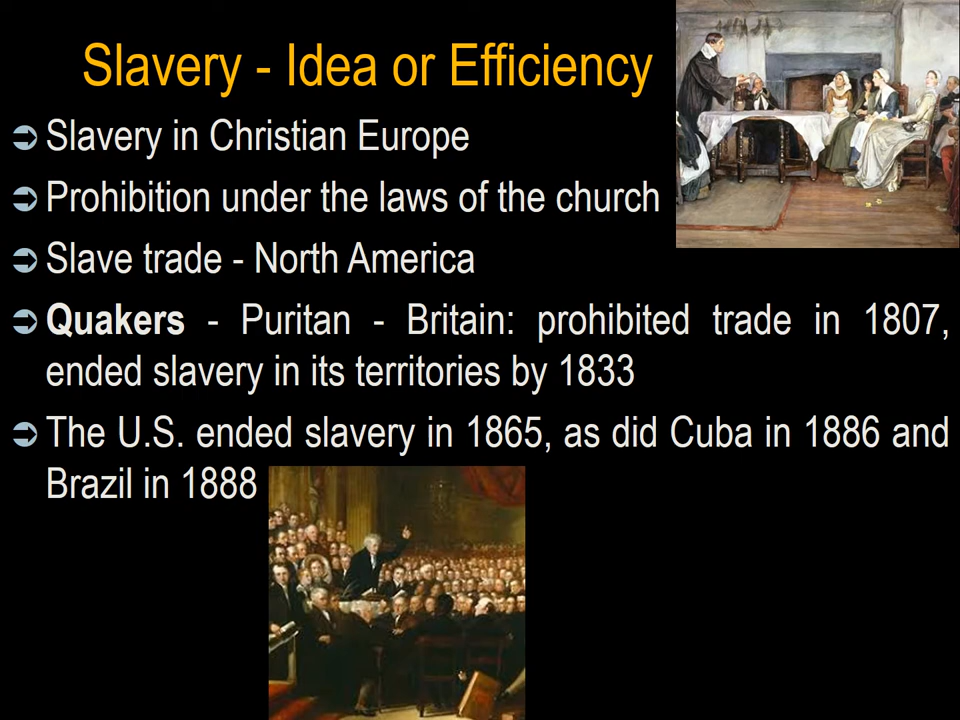 Slavery - Idea or Efficiency
Slavery in Christian Europe
Prohibition under the laws of the church
Slave trade - North America
Quakers - Puritan - Britain: prohibited trade in 1807,
ended slavery in its territories by 1833
The U.S. ended slavery in 1865, as did Cuba in 1886 and
Brazil in 1888